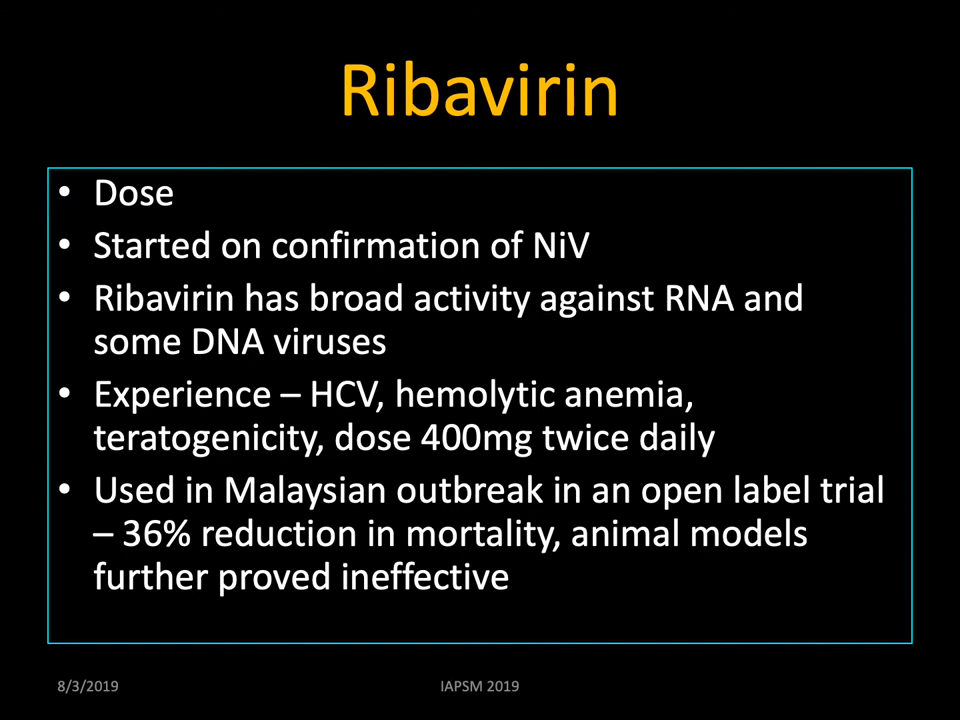 Ribavirin
• Dose
• Started on confirmation of NiV
• Ribavirin has broad activity against RNA and
some DNA viruses
• Experience – HCV, hemolytic anemia,
teratogenicity, dose 400mg twice daily
• Used in Malaysian outbreak in an open label trial
– 36% reduction in mortality, animal models
further proved ineffective
8/3/2019
IAPSM 2019